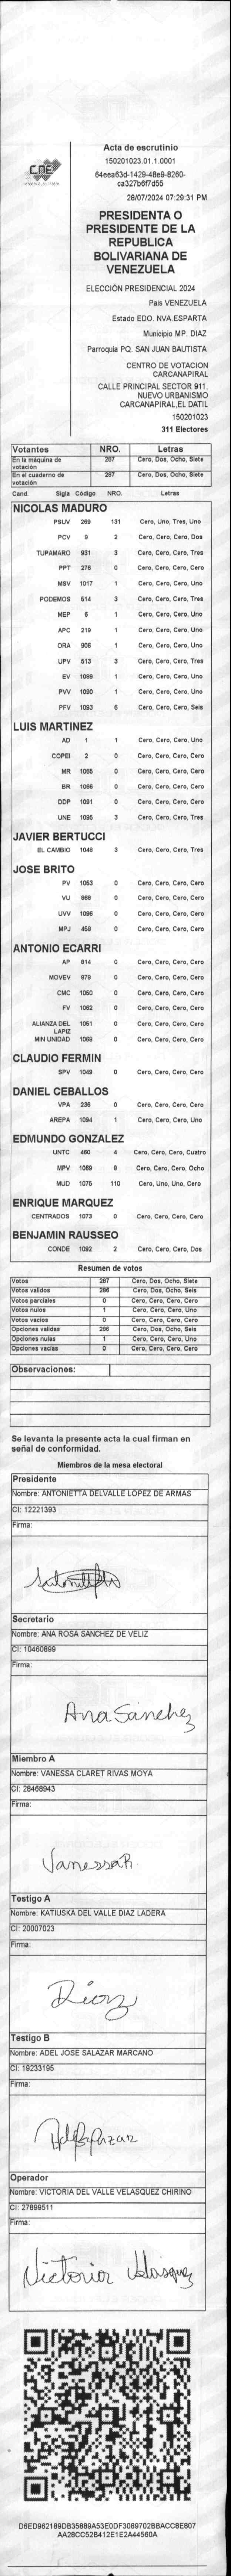 CNE
Acta de escrutinio
150201023.01.1.0001
64eea63d-1429-48e9-8260-
ca327b6f7d55
28/07/2024 07:29:31 PM
PRESIDENTA O
PRESIDENTE DE LA
REPUBLICA
BOLIVARIANA DE
VENEZUELA
ELECCIÓN PRESIDENCIAL 2024
País VENEZUELA
Estado EDO. NVA.ESPARTA
Municipio MP. DIAZ
Parroquia PQ. SAN JUAN BAUTISTA
CENTRO DE VOTACION
CARCANAPIRAL
CALLE PRINCIPAL SECTOR 911,
NUEVO URBANISMO
CARCANAPIRAL,EL DATIL
150201023
311 Electores
Votantes NRO. Letras
En la máquina de votación 287 Cero, Dos, Ocho, Siete
En el cuaderno de votación 287 Cero, Dos, Ocho, Siete
Cand. Sigla Código NRO. Letras
NICOLAS MADURO
PSUV 269 131 Cero, Uno, Tres, Uno
PCV 9 2 Cero, Cero, Cero, Dos
TUPAMARO 931 3 Cero, Cero, Cero, Tres
PPT 276 0 Cero, Cero, Cero, Cero
MSV 1017 1 Cero, Cero, Cero, Uno
PODEMOS 514 3 Cero, Cero, Cero, Tres
MEP 6 1 Cero, Cero, Cero, Uno
APC 219 1 Cero, Cero, Cero, Uno
ORA 906 1 Cero, Cero, Cero, Uno
UPV 513 3 Cero, Cero, Cero, Tres
EV 1089 1 Cero, Cero, Cero, Uno
PVV 1090 1 Cero, Cero, Cero, Uno
PFV 1093 6 Cero, Cero, Cero, Seis
LUIS MARTINEZ
AD 1 1 Cero, Cero, Cero, Uno
COPEI 2 0 Cero, Cero, Cero, Cero
MR 1065 0 Cero, Cero, Cero, Cero
BR 1066 0 Cero, Cero, Cero, Cero
DDP 1091 0 Cero, Cero, Cero, Cero
UNE 1095 3 Cero, Cero, Cero, Tres
JAVIER BERTUCCI
EL CAMBIO 1048 3 Cero, Cero, Cero, Tres
JOSE BRITO
PV 1053 0 Cero, Cero, Cero, Cero
VU 868 0 Cero, Cero, Cero, Cero
UVV 1096 0 Cero, Cero, Cero, Cero
MPJ 458 0 Cero, Cero, Cero, Cero
ANTONIO ECARRI
AP 914 0 Cero, Cero, Cero, Cero
MOVEV 979 0 Cero, Cero, Cero, Cero
CMC 1050 0 Cero, Cero, Cero, Cero
FV 1062 0 Cero, Cero, Cero, Cero
ALIANZA DEL LAPIZ 1051 0 Cero, Cero, Cero, Cero
MIN UNIDAD 1069 0 Cero, Cero, Cero, Cero
CLAUDIO FERMIN
SPV 1049 0 Cero, Cero, Cero, Cero
DANIEL CEBALLOS
VPA 236 0 Cero, Cero, Cero, Cero
AREPA 1094 1 Cero, Cero, Cero, Uno
EDMUNDO GONZALEZ
UNTC 460 4 Cero, Cero, Cero, Cuatro
MPV 1069 8 Cero, Cero, Cero, Ocho
MUD 1075 110 Cero, Uno, Uno, Cero
ENRIQUE MARQUEZ
CENTRADOS 1073 0 Cero, Cero, Cero, Cero
BENJAMIN RAUSSEO
CONDE 1092 2 Cero, Cero, Cero, Dos
Resumen de votos
Votos 287 Cero, Dos, Ocho, Siete
Votos validos 286 Cero, Dos, Ocho, Seis
Votos parciales 0 Cero, Cero, Cero, Cero
Votos nulos 1 Cero, Cero, Cero, Uno
Votos vacios 0 Cero, Cero, Cero, Cero
Opciones validas 286 Cero, Dos, Ocho, Seis
Opciones nulas 1 Cero, Cero, Cero, Uno
Opciones vacias 0 Cero, Cero, Cero, Cero
Observaciones:
Se levanta la presente acta la cual firman en
señal de conformidad.
Miembros de la mesa electoral
Presidente
Nombre: ANTONIETTA DELVALLE LOPEZ DE ARMAS
CI: 12221393
Firma:
Secretario
Nombre: ANA ROSA SANCHEZ DE VELIZ
CI: 10460899
Firma:
Ana Sánchez
Miembro A
Nombre: VANESSA CLARET RIVAS MOYA
CI: 28468943
Firma:
Vanessa R.
Testigo A
Nombre: KATIUSKA DEL VALLE DIAZ LADERA
CI: 20007023
Firma:
Díaz
Testigo B
Nombre: ADEL JOSE SALAZAR MARCANO
CI: 19233195
Firma:
Operador
Nombre: VICTORIA DEL VALLE VELASQUEZ CHIRINO
CI: 27899511
Firma:
Victoria Velasquez
D6ED962189DB35889A53E0DF3089702BBACC8E807
AA28CC52B412E1E2A44560A